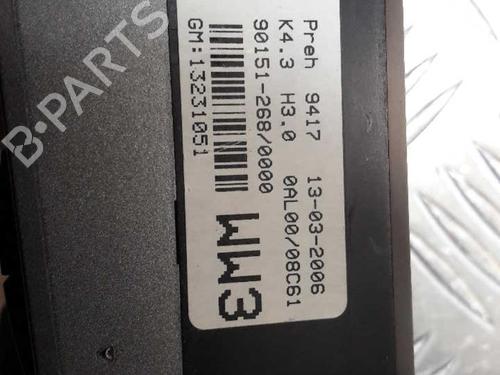 Preh 9417 13-03-2006
K4.3 H3.0 0AL00/08C61
90151-268/0000
GM:13231051
WW3
B-PARTS